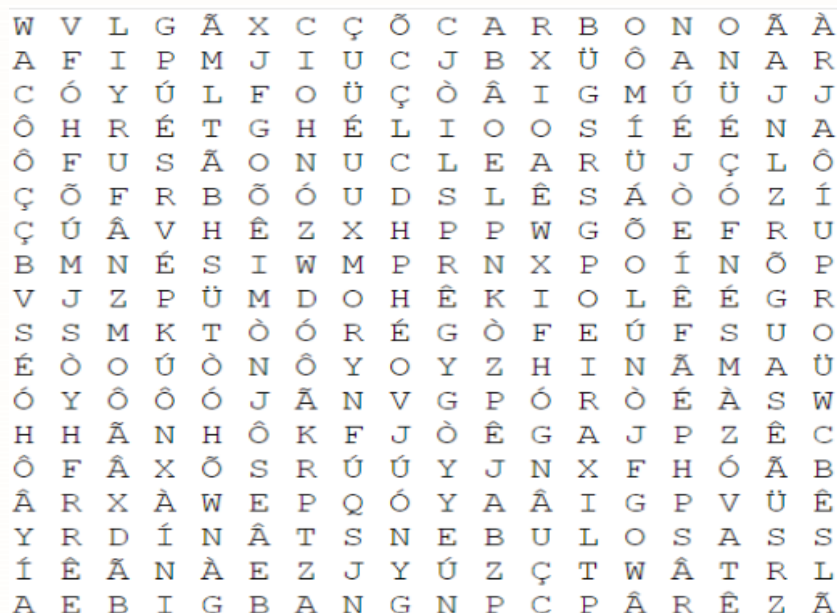 W V L G Ã X C Ç Õ C A R B O N O Ã À
A F I P M J I U C J B X Ü Ô A N A R
C Ó Y Ú L F O Ü Ç Ò Â I G M Ú Ü J J
Ô H R É T G H É L I O O S Í É É N A
Ô F U S Ã O N U C L E A R Ü J Ç L Ô
Ç Õ F R B Õ Ó U D S L Ê S Á Ò Ó Z Í
Ç Ú Â V H Ê Z X H P P W G Õ E F R U
B M N É S I W M P R N X P O Í N Õ P
V J Z P Ü M D O H Ê K I O L Ê É G R
S S M K T Ò Ó R É G Ò F E Ú F S U O
É Ò O Ú Ò N Ô Y O Y Z H I N Ã M A Ü
Ó Y Ô Ô Ó J Ã N V G P Ó R Ò É À S W
H H Ã N H Ô K F J Ò Ê G A J P Z Ê C
Ô F Â X Õ S R Ú Ú Y J N X F H Ó Ã B
Â R X À W E P Q Ó Y A Â I G P V Ü Ê
Y R D Í N Â T S N E B U L O S A S S
Í Ê Ã N À E Z J Y Ú Z Ç T W Â T R L
A E B I G B A N G N P C P Â R Ê Z Ã